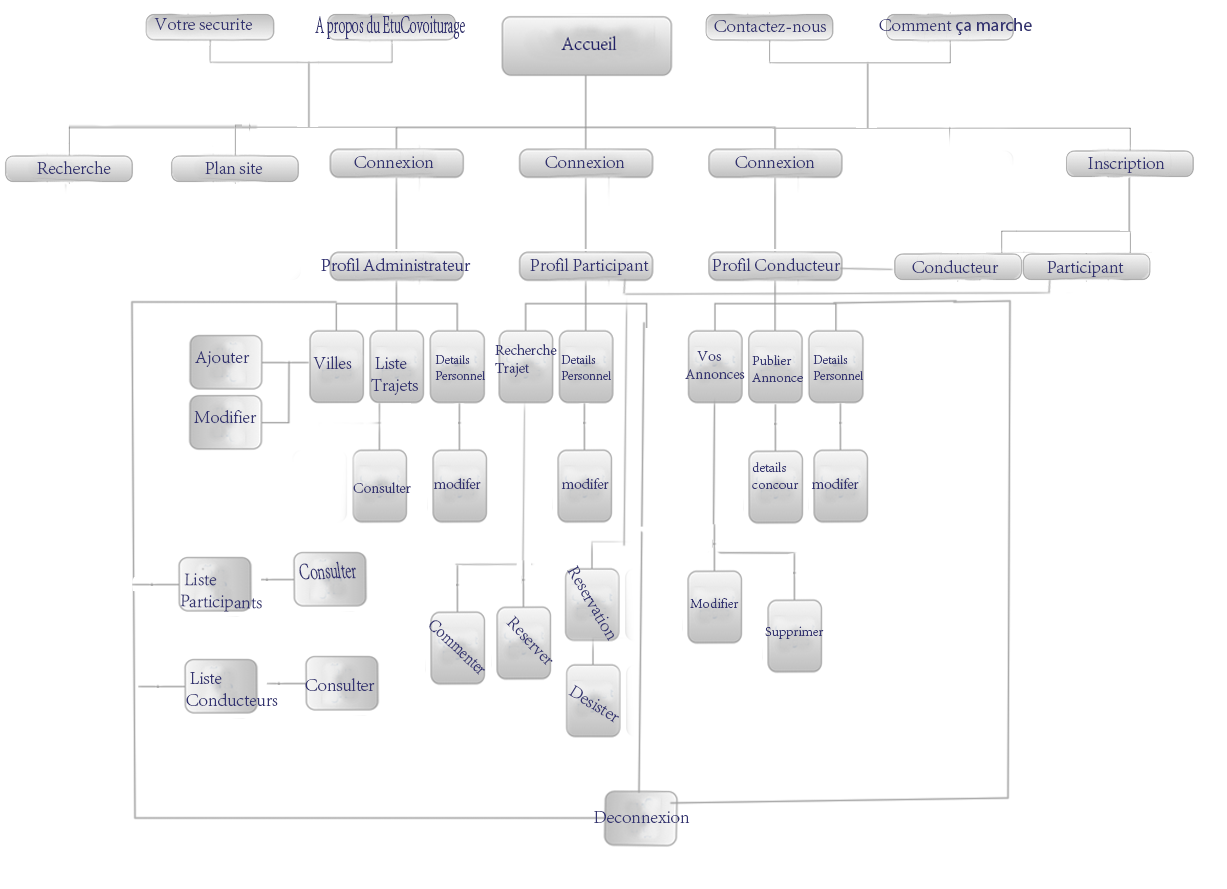 Votre securite
A propos du EtuCovoiturage
Accueil
Contactez-nous
Comment ça marche
Recherche
Plan site
Connexion
Connexion
Connexion
Inscription
Profil Administrateur
Profil Participant
Profil Conducteur
Conducteur
Participant
Ajouter
Modifier
Villes
Liste
Trajets
Details
Personnel
Recherche
Trajet
Details
Personnel
Vos
Annonces
Publier
Annonce
Details
Personnel
Consulter
modifer
modifer
details
concour
modifer
Liste
Participants
Consulter
Commenter
Reserver
Reservation
Modifier
Supprimer
Liste
Conducteurs
Consulter
Desister
Deconnexion